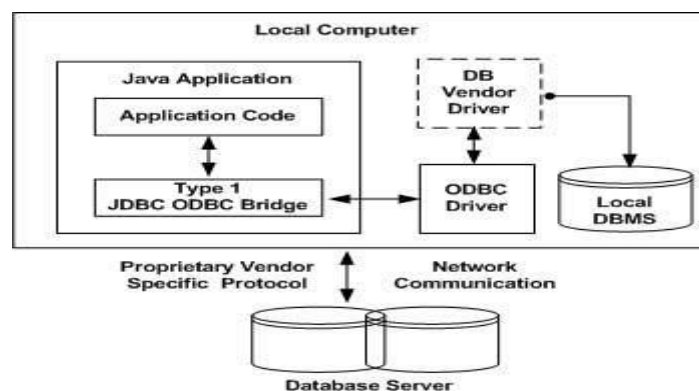 Local Computer
Java Application
Application Code
Type 1
JDBC ODBC Bridge
DB
Vendor
Driver
ODBC
Driver
Local
DBMS
Proprietary Vendor
Specific Protocol
Network
Communication
Database Server